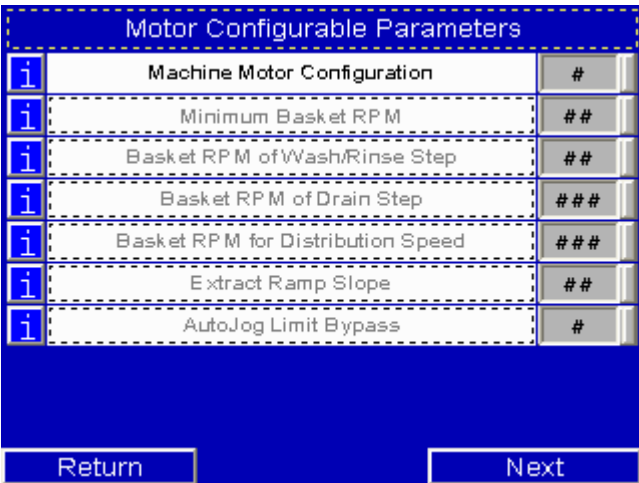 Motor Configurable Parameters
i Machine Motor Configuration #
i Minimum Basket RPM ##
i Basket RPM of Wash/Rinse Step ##
i Basket RPM of Drain Step ###
i Basket RPM for Distribution Speed ###
i Extract Ramp Slope ##
i AutoJog Limit Bypass #
Return Next